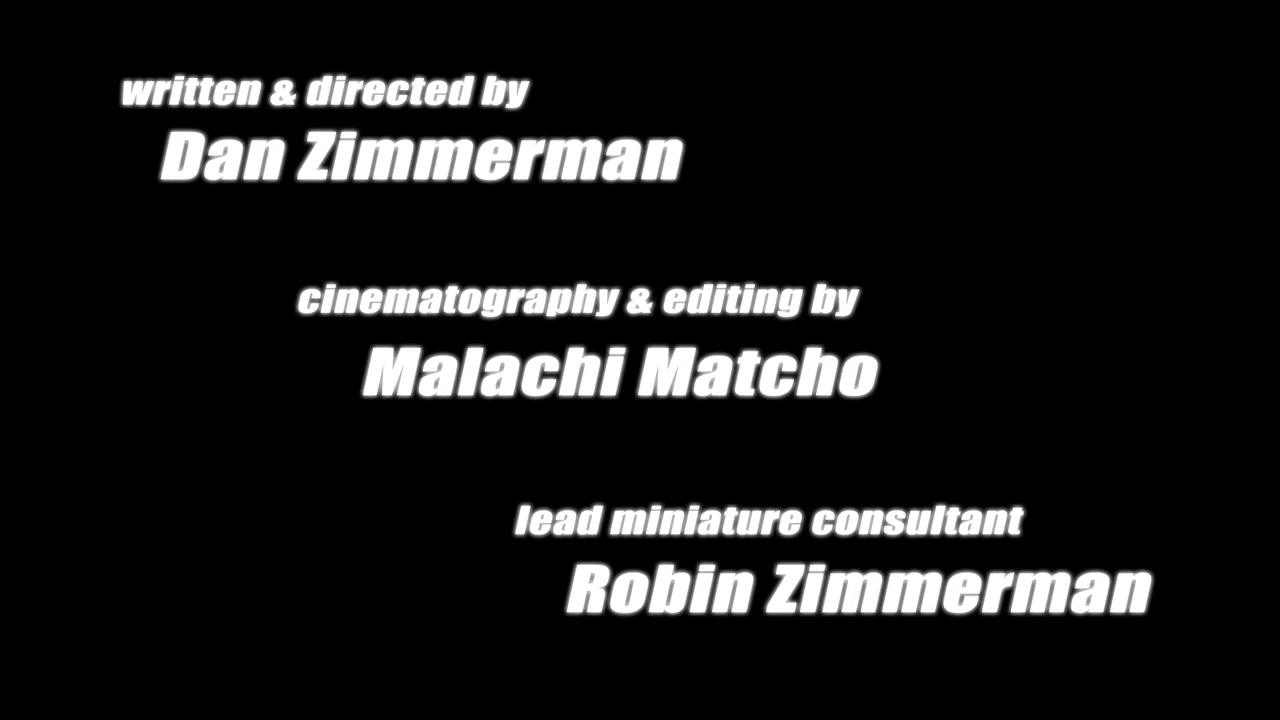 written & directed by
Dan Zimmerman
cinematography & editing by
Malachi Matcho
lead miniature consultant
Robin Zimmerman